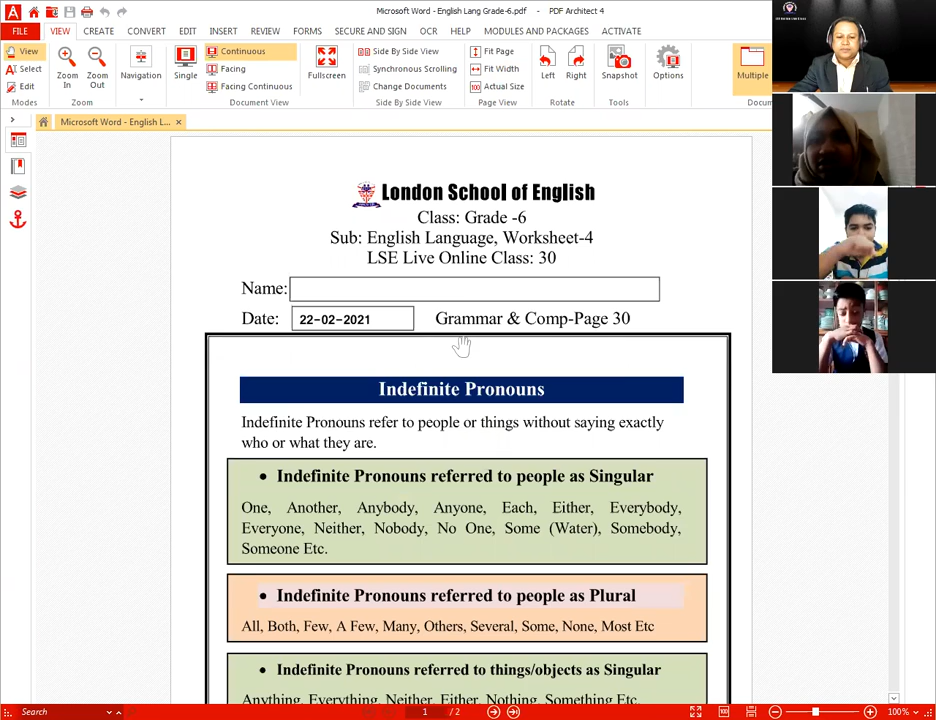 Microsoft Word - English Lang Grade-6.pdf - PDF Architect 4
FILE VIEW CREATE CONVERT EDIT INSERT REVIEW FORMS SECURE AND SIGN OCR HELP MODULES AND PACKAGES ACTIVATE
View
Select
Edit
Modes
Zoom In
Zoom Out
Zoom
Navigation
Single
Continuous
Facing
Facing Continuous
Document View
Fullscreen
Side By Side View
Synchronous Scrolling
Change Documents
Side By Side View
Fit Page
Fit Width
Actual Size
Page View
Left
Right
Rotate
Snapshot
Tools
Options
Multiple
Docum
Microsoft Word - English L...
London School of English
Class: Grade -6
Sub: English Language, Worksheet-4
LSE Live Online Class: 30
Name:
Date: 22-02-2021 Grammar & Comp-Page 30
Indefinite Pronouns
Indefinite Pronouns refer to people or things without saying exactly
who or what they are.
• Indefinite Pronouns referred to people as Singular
One, Another, Anybody, Anyone, Each, Either, Everybody,
Everyone, Neither, Nobody, No One, Some (Water), Somebody,
Someone Etc.
• Indefinite Pronouns referred to people as Plural
All, Both, Few, A Few, Many, Others, Several, Some, None, Most Etc
• Indefinite Pronouns referred to things/objects as Singular
Anything, Everything, Neither, Either, Nothing, Something Etc.
Search
1 / 2
100%